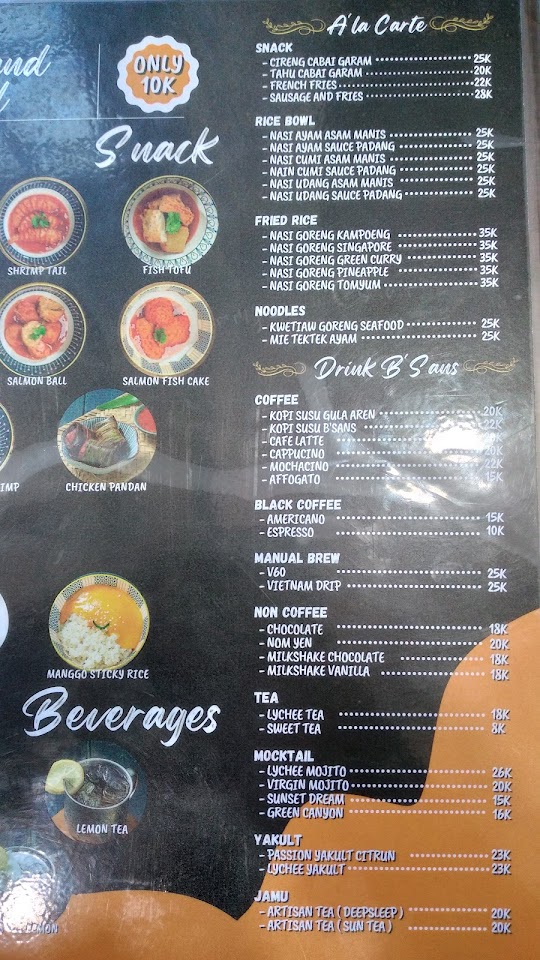 und
ONLY
10K
Snack
SHRIMP TAIL
FISH TOFU
SALMON BALL
SALMON FISH CAKE
IMP
CHICKEN PANDAN
MANGGO STICKY RICE
Beverages
LEMON TEA
LEMON
A'la Carte
SNACK
- CIRENG CABAI GARAM 25K
- TAHU CABAI GARAM 20K
- FRENCH FRIES 22K
- SAUSAGE AND FRIES 28K
RICE BOWL
- NASI AYAM ASAM MANIS 25K
- NASI AYAM SAUCE PADANG 25K
- NASI CUMI ASAM MANIS 25K
- NAIN CUMI SAUCE PADANG 25K
- NASI UDANG ASAM MANIS 25K
- NASI UDANG SAUCE PADANG 25K
FRIED RICE
- NASI GORENG KAMPOENG 35K
- NASI GORENG SINGAPORE 35K
- NASI GORENG GREEN CURRY 35K
- NASI GORENG PINEAPPLE 35K
- NASI GORENG TOMYUM 35K
NOODLES
- KWETIAW GORENG SEAFOOD 25K
- MIE TEKTEK AYAM 25K
Drink B'Sans
COFFEE
- KOPI SUSU GULA AREN 20K
- KOPI SUSU B'SANS 22K
- CAFE LATTE
- CAPPUCINO 20K
- MOCHACINO 22K
- AFFOGATO 15K
BLACK COFFEE
- AMERICANO 15K
- ESPRESSO 10K
MANUAL BREW
- V60 25K
- VIETNAM DRIP 25K
NON COFFEE
- CHOCOLATE 18K
- NOM YEN 20K
- MILKSHAKE CHOCOLATE 18K
- MILKSHAKE VANILLA 18K
TEA
- LYCHEE TEA 18K
- SWEET TEA 8K
MOCKTAIL
- LYCHEE MOJITO 26K
- VIRGIN MOJITO 20K
- SUNSET DREAM 15K
- GREEN CANYON 16K
YAKULT
- PASSION YAKULT CITRUN 23K
- LYCHEE YAKULT 23K
JAMU
- ARTISAN TEA ( DEEPSLEEP ) 20K
- ARTISAN TEA ( SUN TEA ) 20K